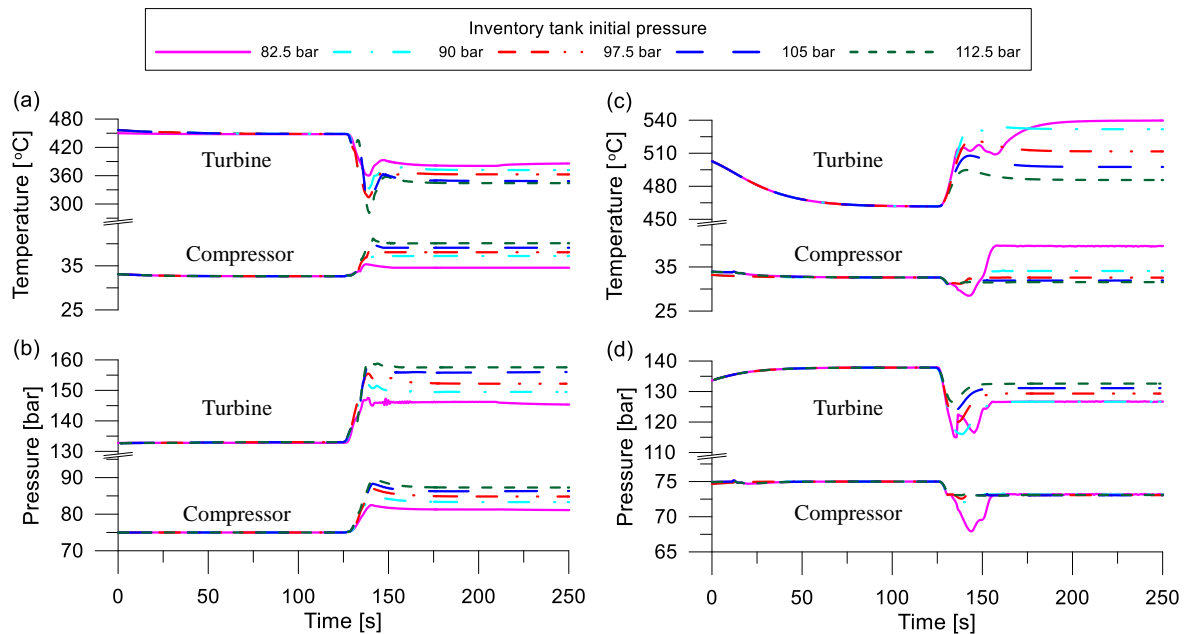 Inventory tank initial pressure
82.5 bar 90 bar 97.5 bar 105 bar 112.5 bar
(a)
Temperature [°C]
480
420
360
300
35
25
Turbine
Compressor
(b)
Pressure [bar]
160
150
140
130
90
80
70
Turbine
Compressor
0 50 100 150 200 250
Time [s]
(c)
Temperature [°C]
540
510
480
450
35
25
Turbine
Compressor
(d)
Pressure [bar]
140
130
120
110
75
70
65
Turbine
Compressor
0 50 100 150 200 250
Time [s]